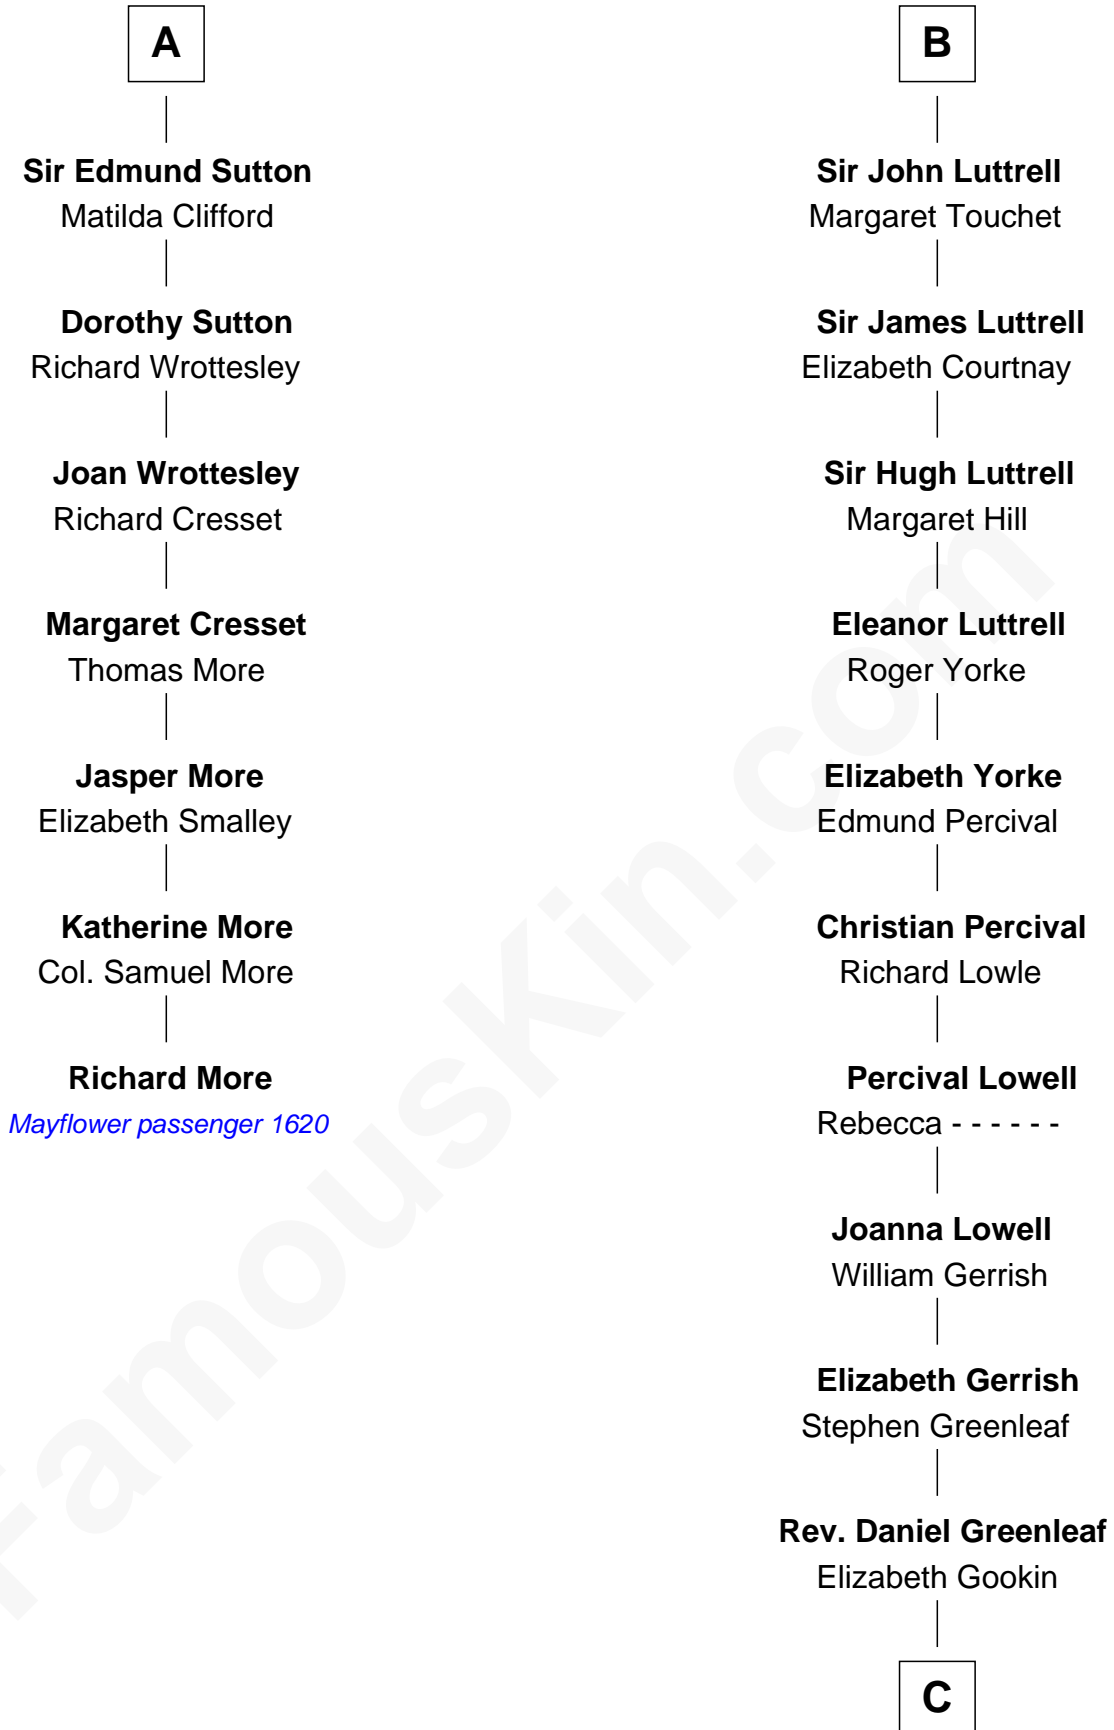 A
Sir Edmund Sutton
Matilda Clifford
Dorothy Sutton
Richard Wrottesley
Joan Wrottesley
Richard Cresset
Margaret Cresset
Thomas More
Jasper More
Elizabeth Smalley
Katherine More
Col. Samuel More
Richard More
Mayflower passenger 1620
B
Sir John Luttrell
Margaret Touchet
Sir James Luttrell
Elizabeth Courtnay
Sir Hugh Luttrell
Margaret Hill
Eleanor Luttrell
Roger Yorke
Elizabeth Yorke
Edmund Percival
Christian Percival
Richard Lowle
Percival Lowell
Rebecca - - - - - -
Joanna Lowell
William Gerrish
Elizabeth Gerrish
Stephen Greenleaf
Rev. Daniel Greenleaf
Elizabeth Gookin
C
FamousKin.com